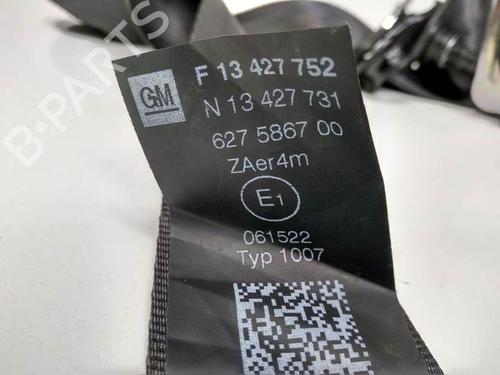 F 13 427 752
GM
N 13 427 731
627 5867 00
ZAer4m
E1
061522
Typ 1007
B-PARTS